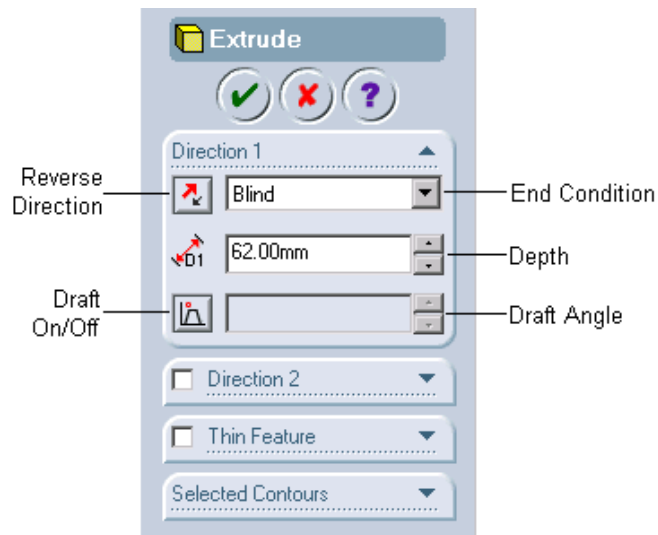 Extrude
?
Direction 1
Reverse Direction
Blind
End Condition
D1
62.00mm
Depth
Draft On/Off
Draft Angle
Direction 2
Thin Feature
Selected Contours